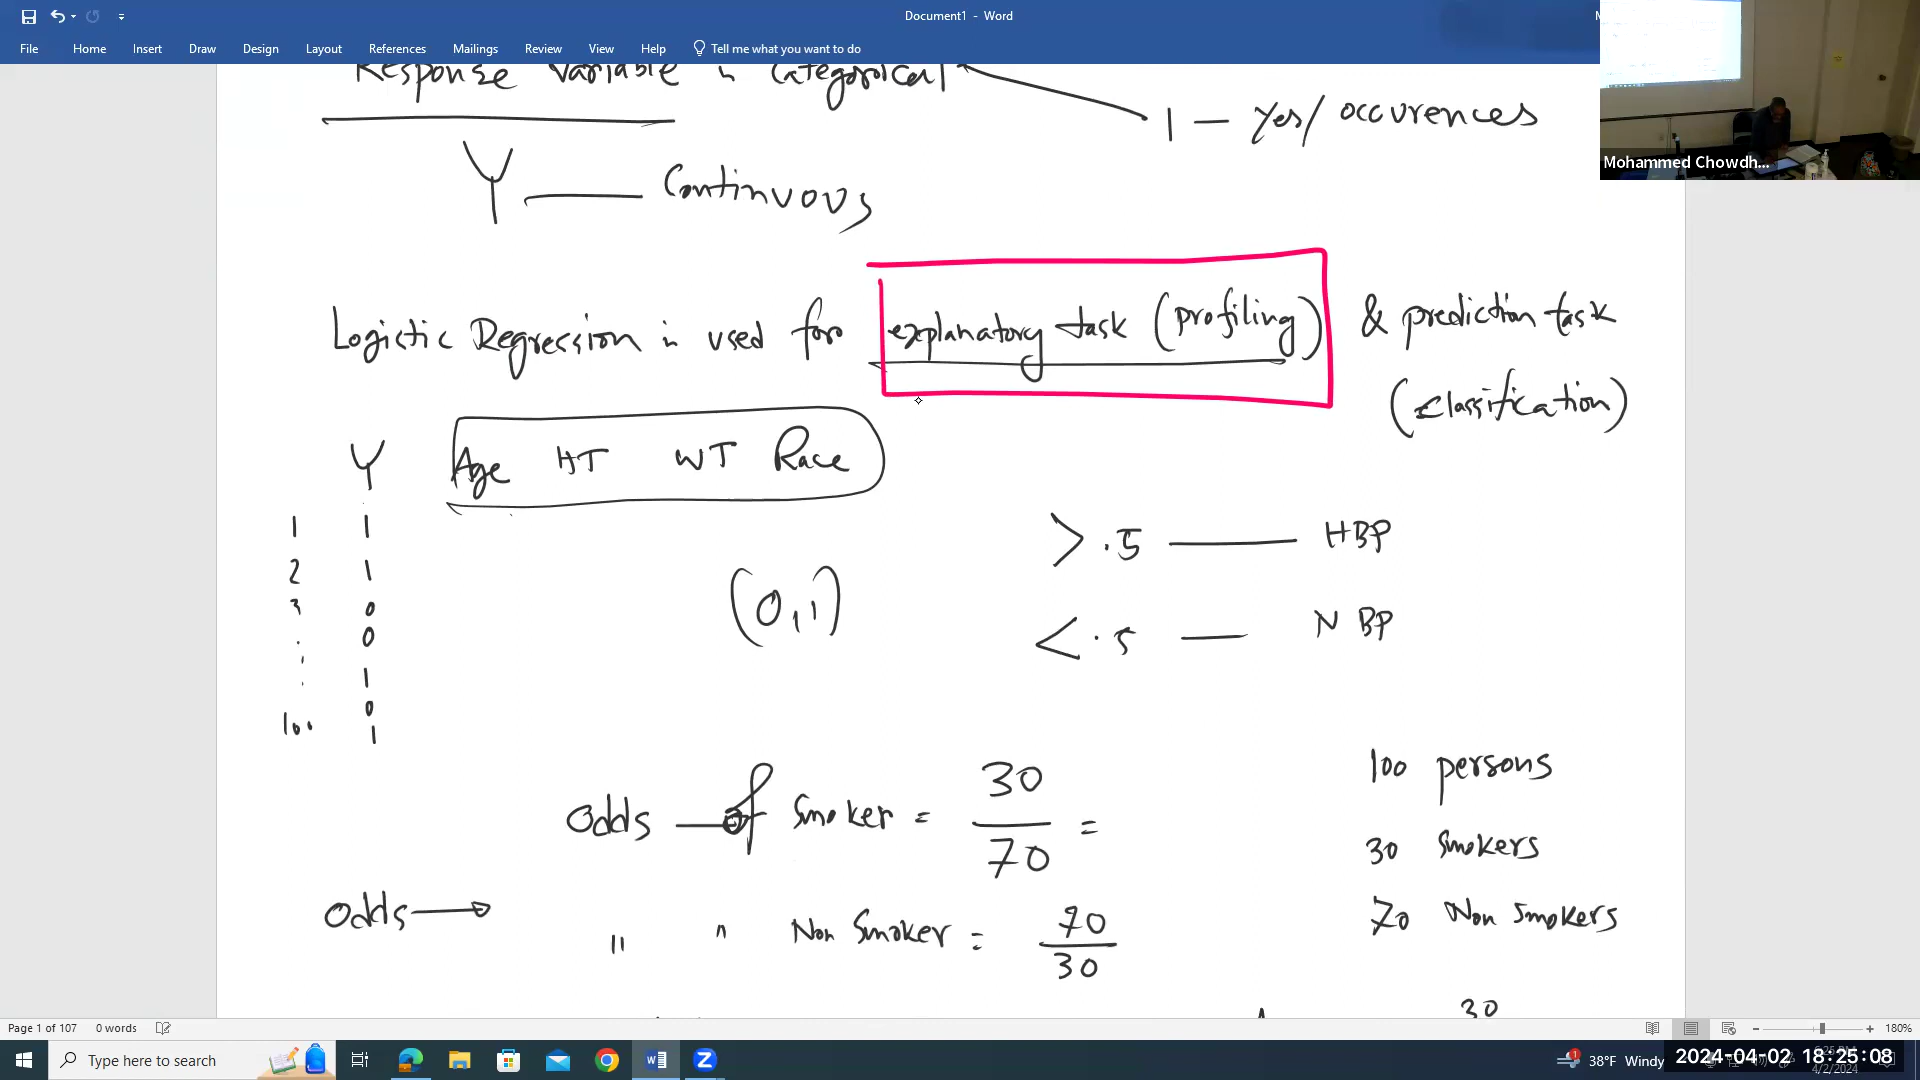 Document1 - Word
File Home Insert Draw Design Layout References Mailings Review View Help Tell me what you want to do
Mohammed Chowdh...
Response Variable is Categorical
1 — Yes/ occurences
Y — Continuous
Logistic Regression is used for explanatory task (profiling) & prediction task
(classification)
Y Age HT WT Race
1 1
2 1
3 0
. 0
: 1
. 0
100 1
(0,1)
> .5 — HBP
< .5 — N BP
100 persons
30 Smokers
70 Non Smokers
odds — of Smoker = 30/70 =
odds →
" " Non Smoker = 70/30
30
Page 1 of 107 0 words
180%
Type here to search
38°F Windy
2024-04-02 18:25:08
4/2/2024